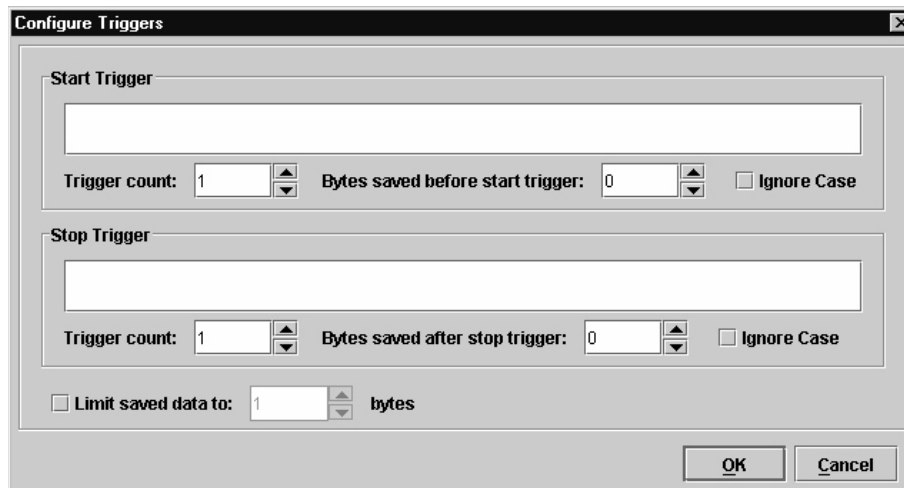 Configure Triggers
Start Trigger
Trigger count: 1 Bytes saved before start trigger: 0 Ignore Case
Stop Trigger
Trigger count: 1 Bytes saved after stop trigger: 0 Ignore Case
Limit saved data to: 1 bytes
OK Cancel